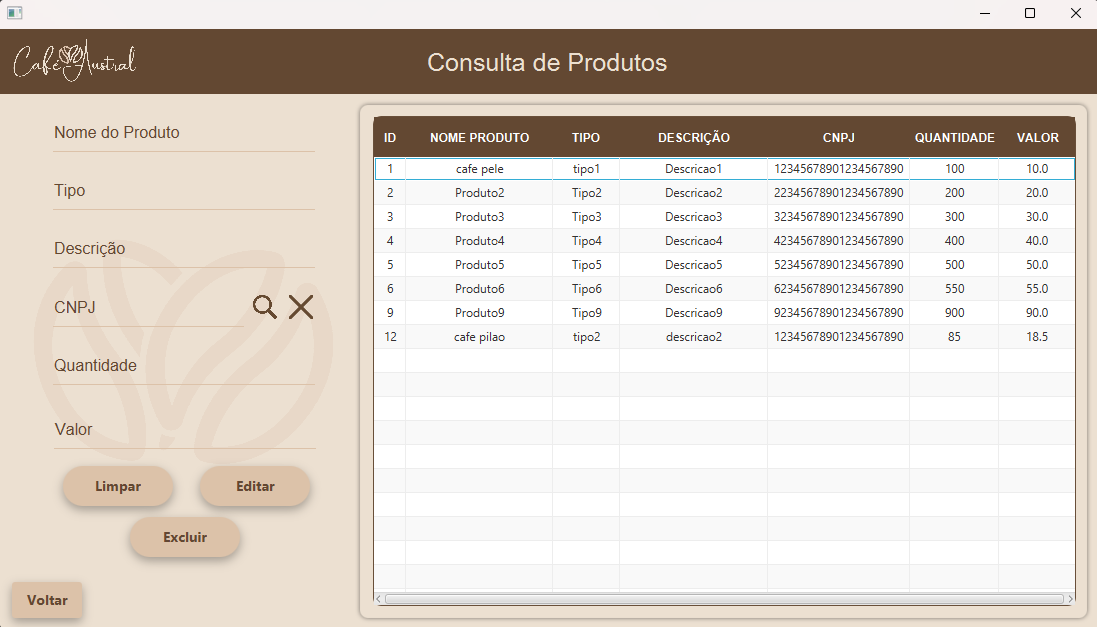 Café Austral
Consulta de Produtos
Nome do Produto
Tipo
Descrição
CNPJ
Quantidade
Valor
Limpar Editar
Excluir
Voltar
ID NOME PRODUTO TIPO DESCRIÇÃO CNPJ QUANTIDADE VALOR
1 cafe pele tipo1 Descricao1 12345678901234567890 100 10.0
2 Produto2 Tipo2 Descricao2 22345678901234567890 200 20.0
3 Produto3 Tipo3 Descricao3 32345678901234567890 300 30.0
4 Produto4 Tipo4 Descricao4 42345678901234567890 400 40.0
5 Produto5 Tipo5 Descricao5 52345678901234567890 500 50.0
6 Produto6 Tipo6 Descricao6 62345678901234567890 550 55.0
9 Produto9 Tipo9 Descricao9 92345678901234567890 900 90.0
12 cafe pilao tipo2 descricao2 12345678901234567890 85 18.5